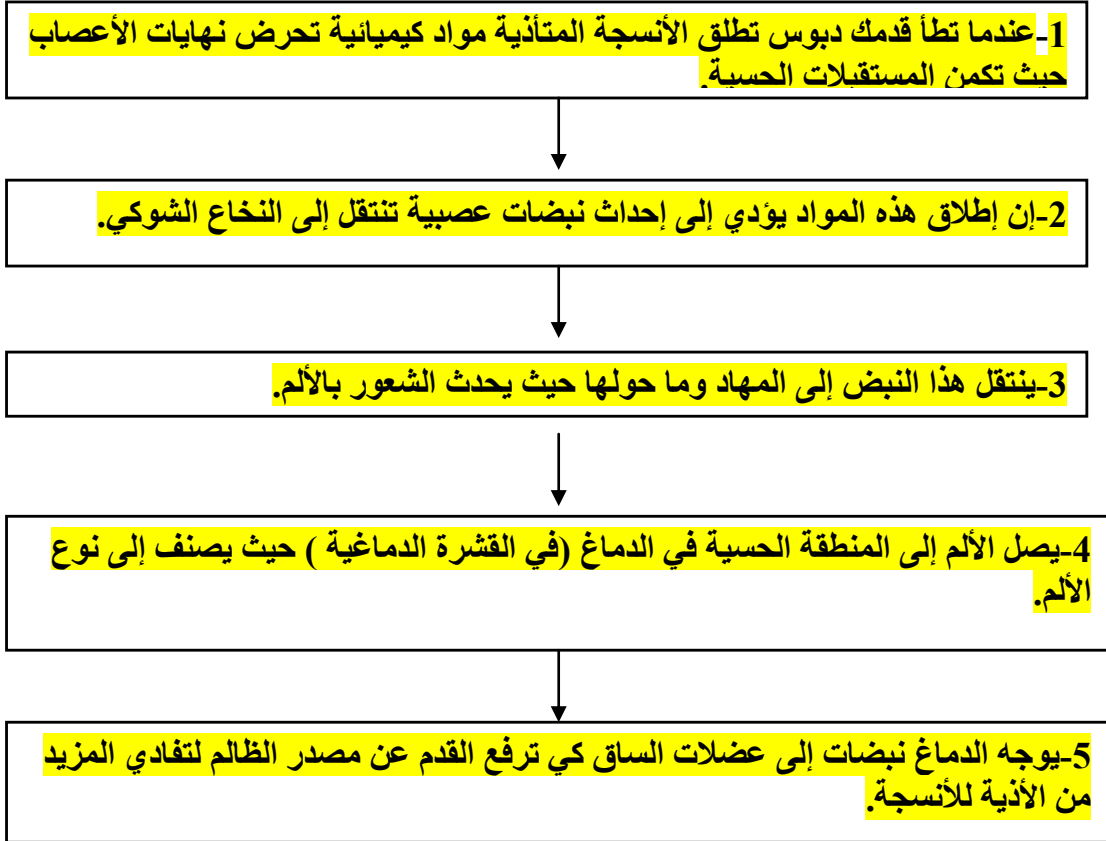 1-عندما تطأ قدمك دبوس تطلق الأنسجة المتأذية مواد كيميائية تحرض نهايات الأعصاب
حيث تكمن المستقبلات الحسية.
2-إن إطلاق هذه المواد يؤدي إلى إحداث نبضات عصبية تنتقل إلى النخاع الشوكي.
3-ينتقل هذا النبض إلى المهاد وما حولها حيث يحدث الشعور بالألم.
4-يصل الألم إلى المنطقة الحسية في الدماغ (في القشرة الدماغية ) حيث يصنف إلى نوع
الألم.
5-يوجه الدماغ نبضات إلى عضلات الساق كي ترفع القدم عن مصدر الظالم لتفادي المزيد
من الأذية للأنسجة.